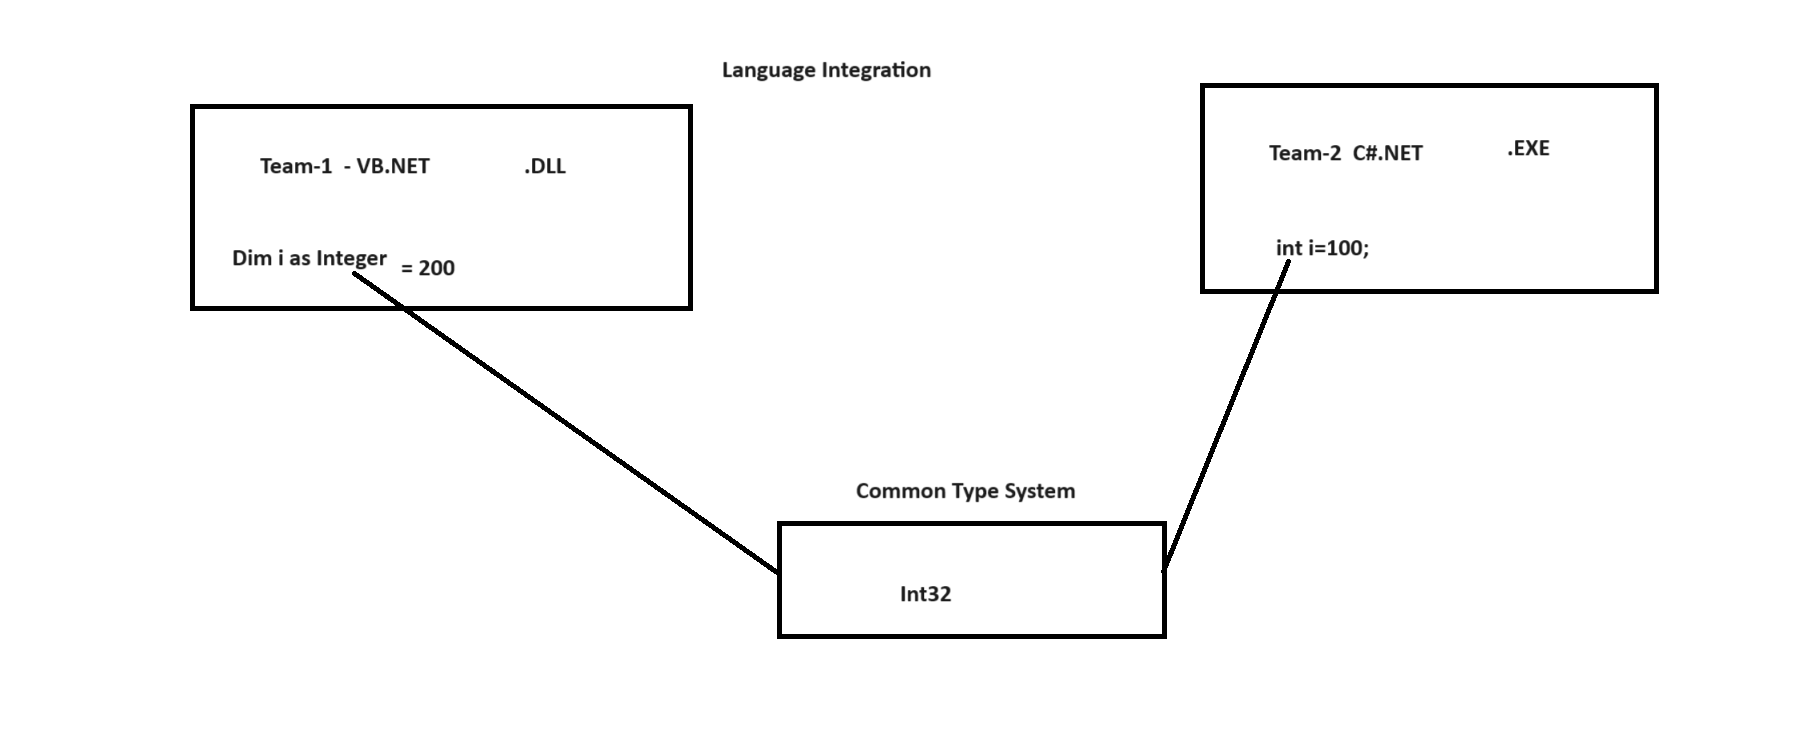 Language Integration
Team-1 - VB.NET .DLL
Dim i as Integer = 200
Team-2 C#.NET .EXE
int i=100;
Common Type System
Int32